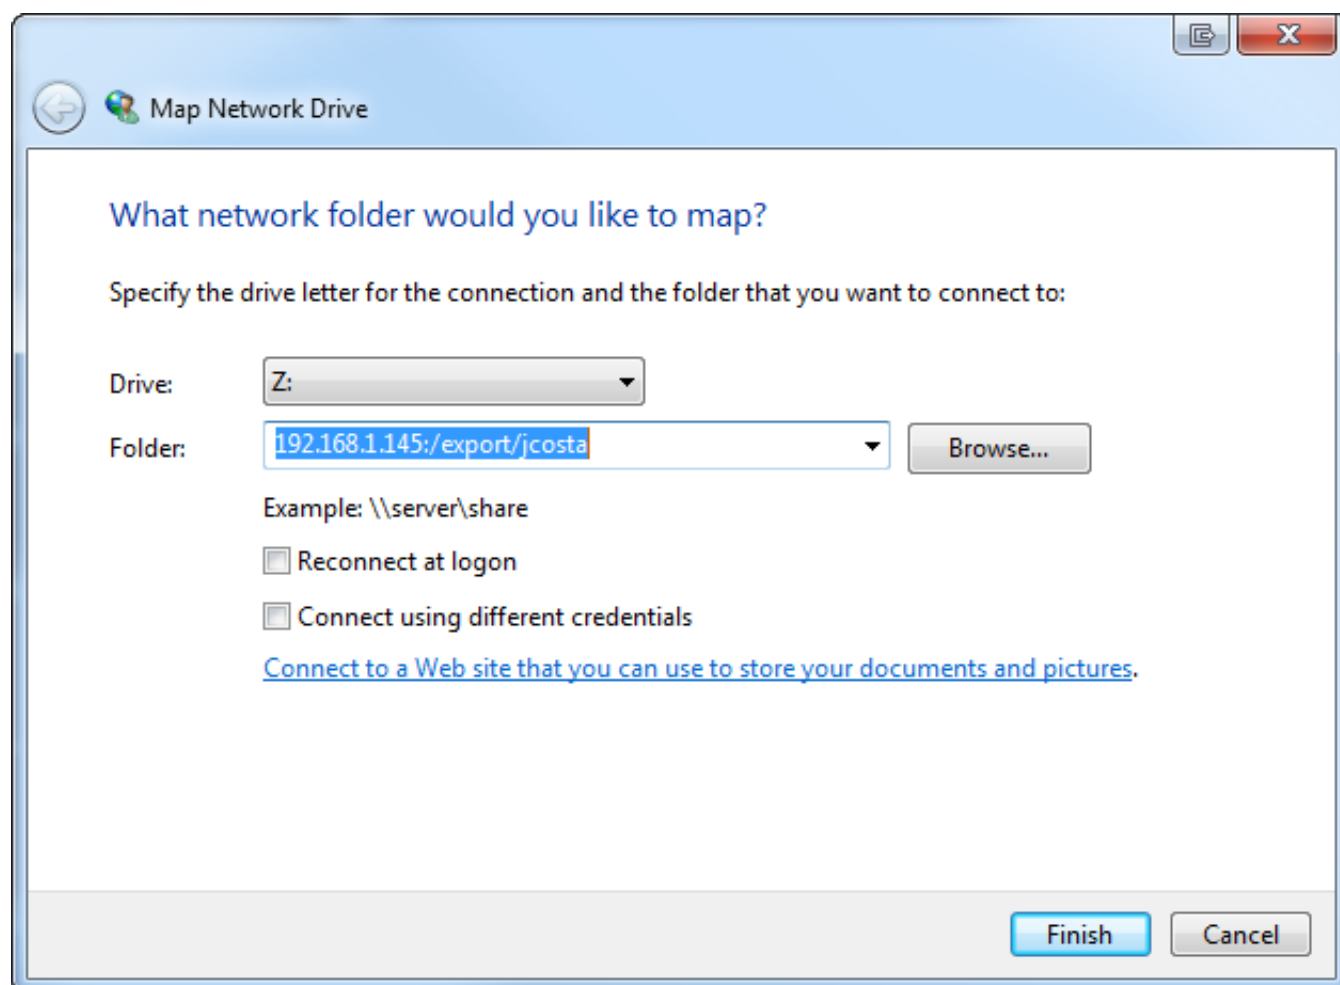 Map Network Drive
What network folder would you like to map?
Specify the drive letter for the connection and the folder that you want to connect to:
Drive: Z:
Folder: 192.168.1.145:/export/jcosta Browse...
Example: \\server\share
Reconnect at logon
Connect using different credentials
Connect to a Web site that you can use to store your documents and pictures.
Finish Cancel